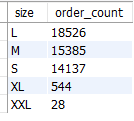 size order_count
L 18526
M 15385
S 14137
XL 544
XXL 28